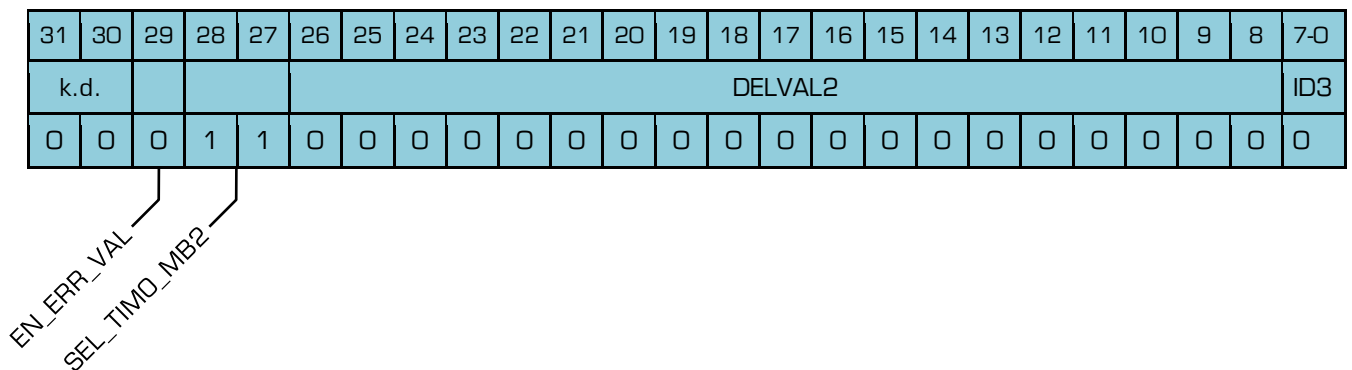 31 30 29 28 27 26 25 24 23 22 21 20 19 18 17 16 15 14 13 12 11 10 9 8 7-0
k.d. DELVAL2 ID3
0 0 0 1 1 0 0 0 0 0 0 0 0 0 0 0 0 0 0 0 0 0 0 0 0
EN_ERR_VAL
SEL_TIMO_MB2